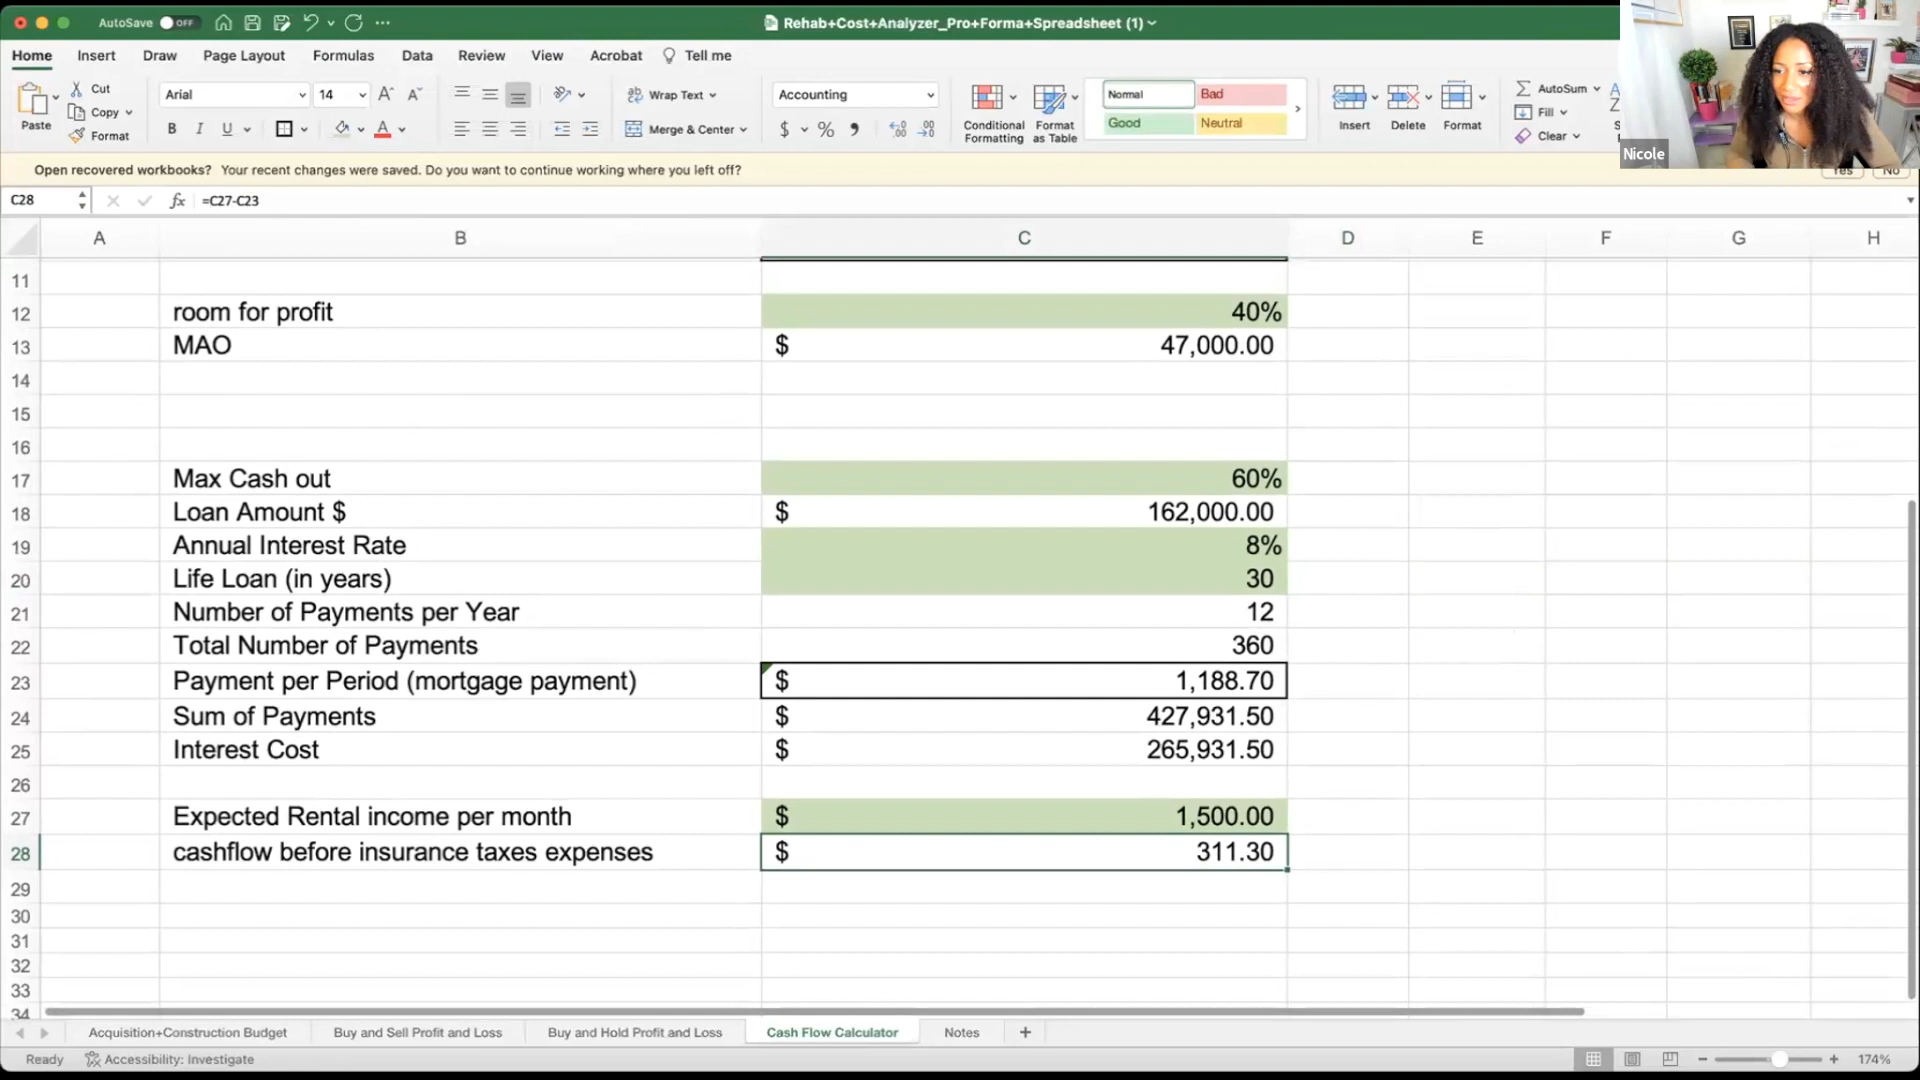 AutoSave OFF
Rehab+Cost+Analyzer_Pro+Forma+Spreadsheet (1)
Home Insert Draw Page Layout Formulas Data Review View Acrobat Tell me
Paste
Cut
Copy
Format
Arial 14
Wrap Text
Merge & Center
Accounting
Conditional Formatting
Format as Table
Normal Bad
Good Neutral
Insert
Delete
Format
AutoSum
Fill
Clear
Nicole
Open recovered workbooks? Your recent changes were saved. Do you want to continue working where you left off? Yes No
C28 fx =C27-C23
A B C D E F G H
11
12 room for profit 40%
13 MAO $ 47,000.00
14
15
16
17 Max Cash out 60%
18 Loan Amount $ $ 162,000.00
19 Annual Interest Rate 8%
20 Life Loan (in years) 30
21 Number of Payments per Year 12
22 Total Number of Payments 360
23 Payment per Period (mortgage payment) $ 1,188.70
24 Sum of Payments $ 427,931.50
25 Interest Cost $ 265,931.50
26
27 Expected Rental income per month $ 1,500.00
28 cashflow before insurance taxes expenses $ 311.30
29
30
31
32
33
34
Acquisition+Construction Budget Buy and Sell Profit and Loss Buy and Hold Profit and Loss Cash Flow Calculator Notes +
Ready Accessibility: Investigate 174%